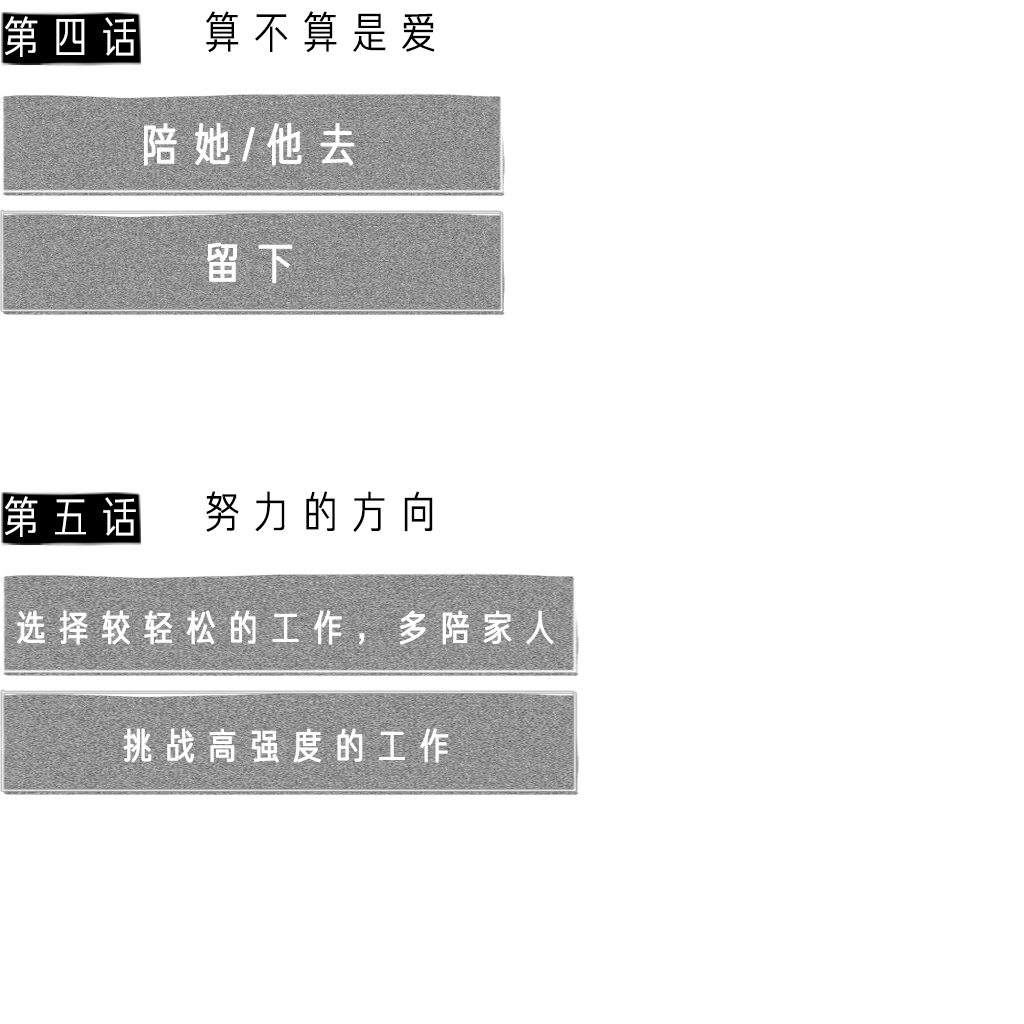 第四话 算不算是爱
陪她/他去
留下
第五话 努力的方向
选择较轻松的工作，多陪家人
挑战高强度的工作